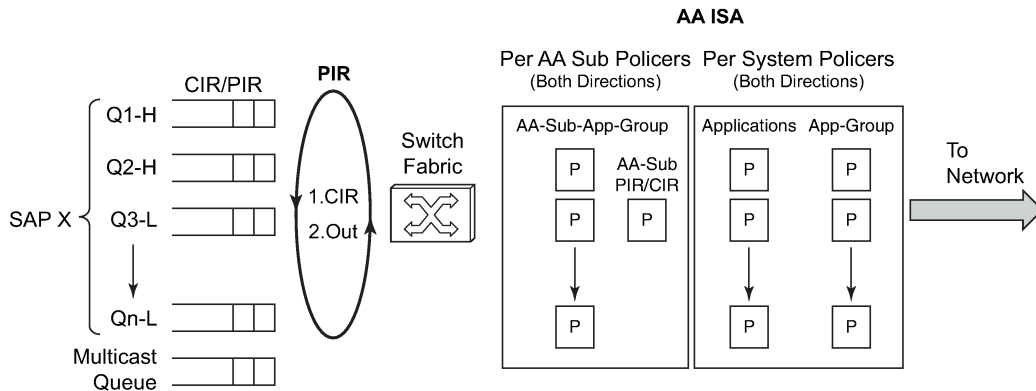 AA ISA
Per AA Sub Policers
(Both Directions)
Per System Policers
(Both Directions)
CIR/PIR
PIR
SAP X
Q1-H
Q2-H
Q3-L
Qn-L
Multicast
Queue
1.CIR
2.Out
Switch
Fabric
AA-Sub-App-Group
P
P
P
AA-Sub
PIR/CIR
P
Applications
P
P
P
App-Group
P
P
P
To
Network